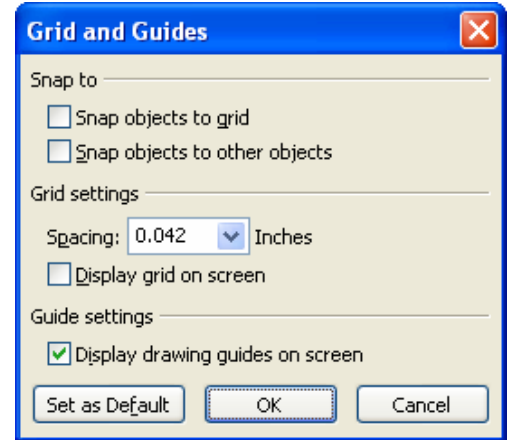 Grid and Guides
Snap to
Snap objects to grid
Snap objects to other objects
Grid settings
Spacing: 0.042 Inches
Display grid on screen
Guide settings
Display drawing guides on screen
Set as Default OK Cancel